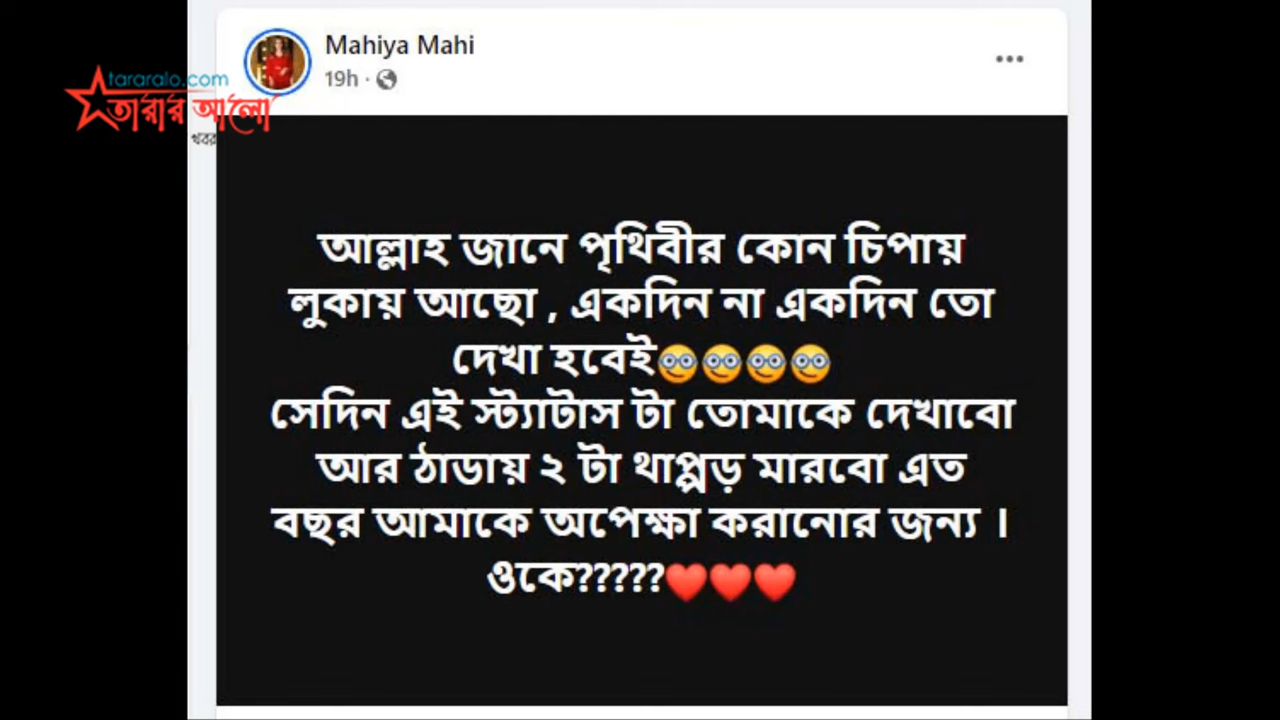 Mahiya Mahi
19h ·
tararalo.com
তারার আলো
খবর
আল্লাহ জানে পৃথিবীর কোন চিপায়
লুকায় আছো , একদিন না একদিন তো
দেখা হবেই🤓🤓🤓🤓
সেদিন এই স্ট্যাটাস টা তোমাকে দেখাবো
আর ঠাডায় ২ টা থাপ্পড় মারবো এত
বছর আমাকে অপেক্ষা করানোর জন্য ।
ওকে?????❤️❤️❤️